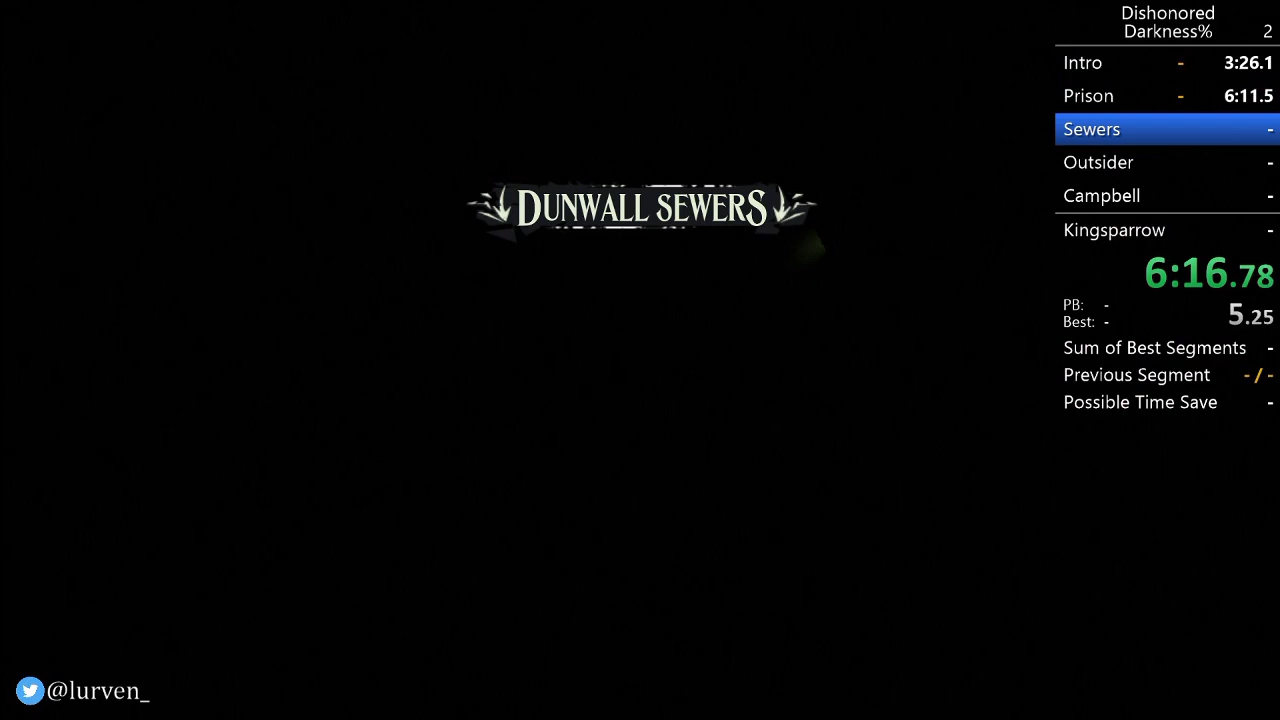 Dishonored
Darkness% 2
Intro - 3:26.1
Prison - 6:11.5
Sewers -
Outsider -
Campbell -
Kingsparrow -
6:16.78
PB: -
Best: -
5.25
Sum of Best Segments -
Previous Segment - / -
Possible Time Save -
DUNWALL SEWERS
@lurven_